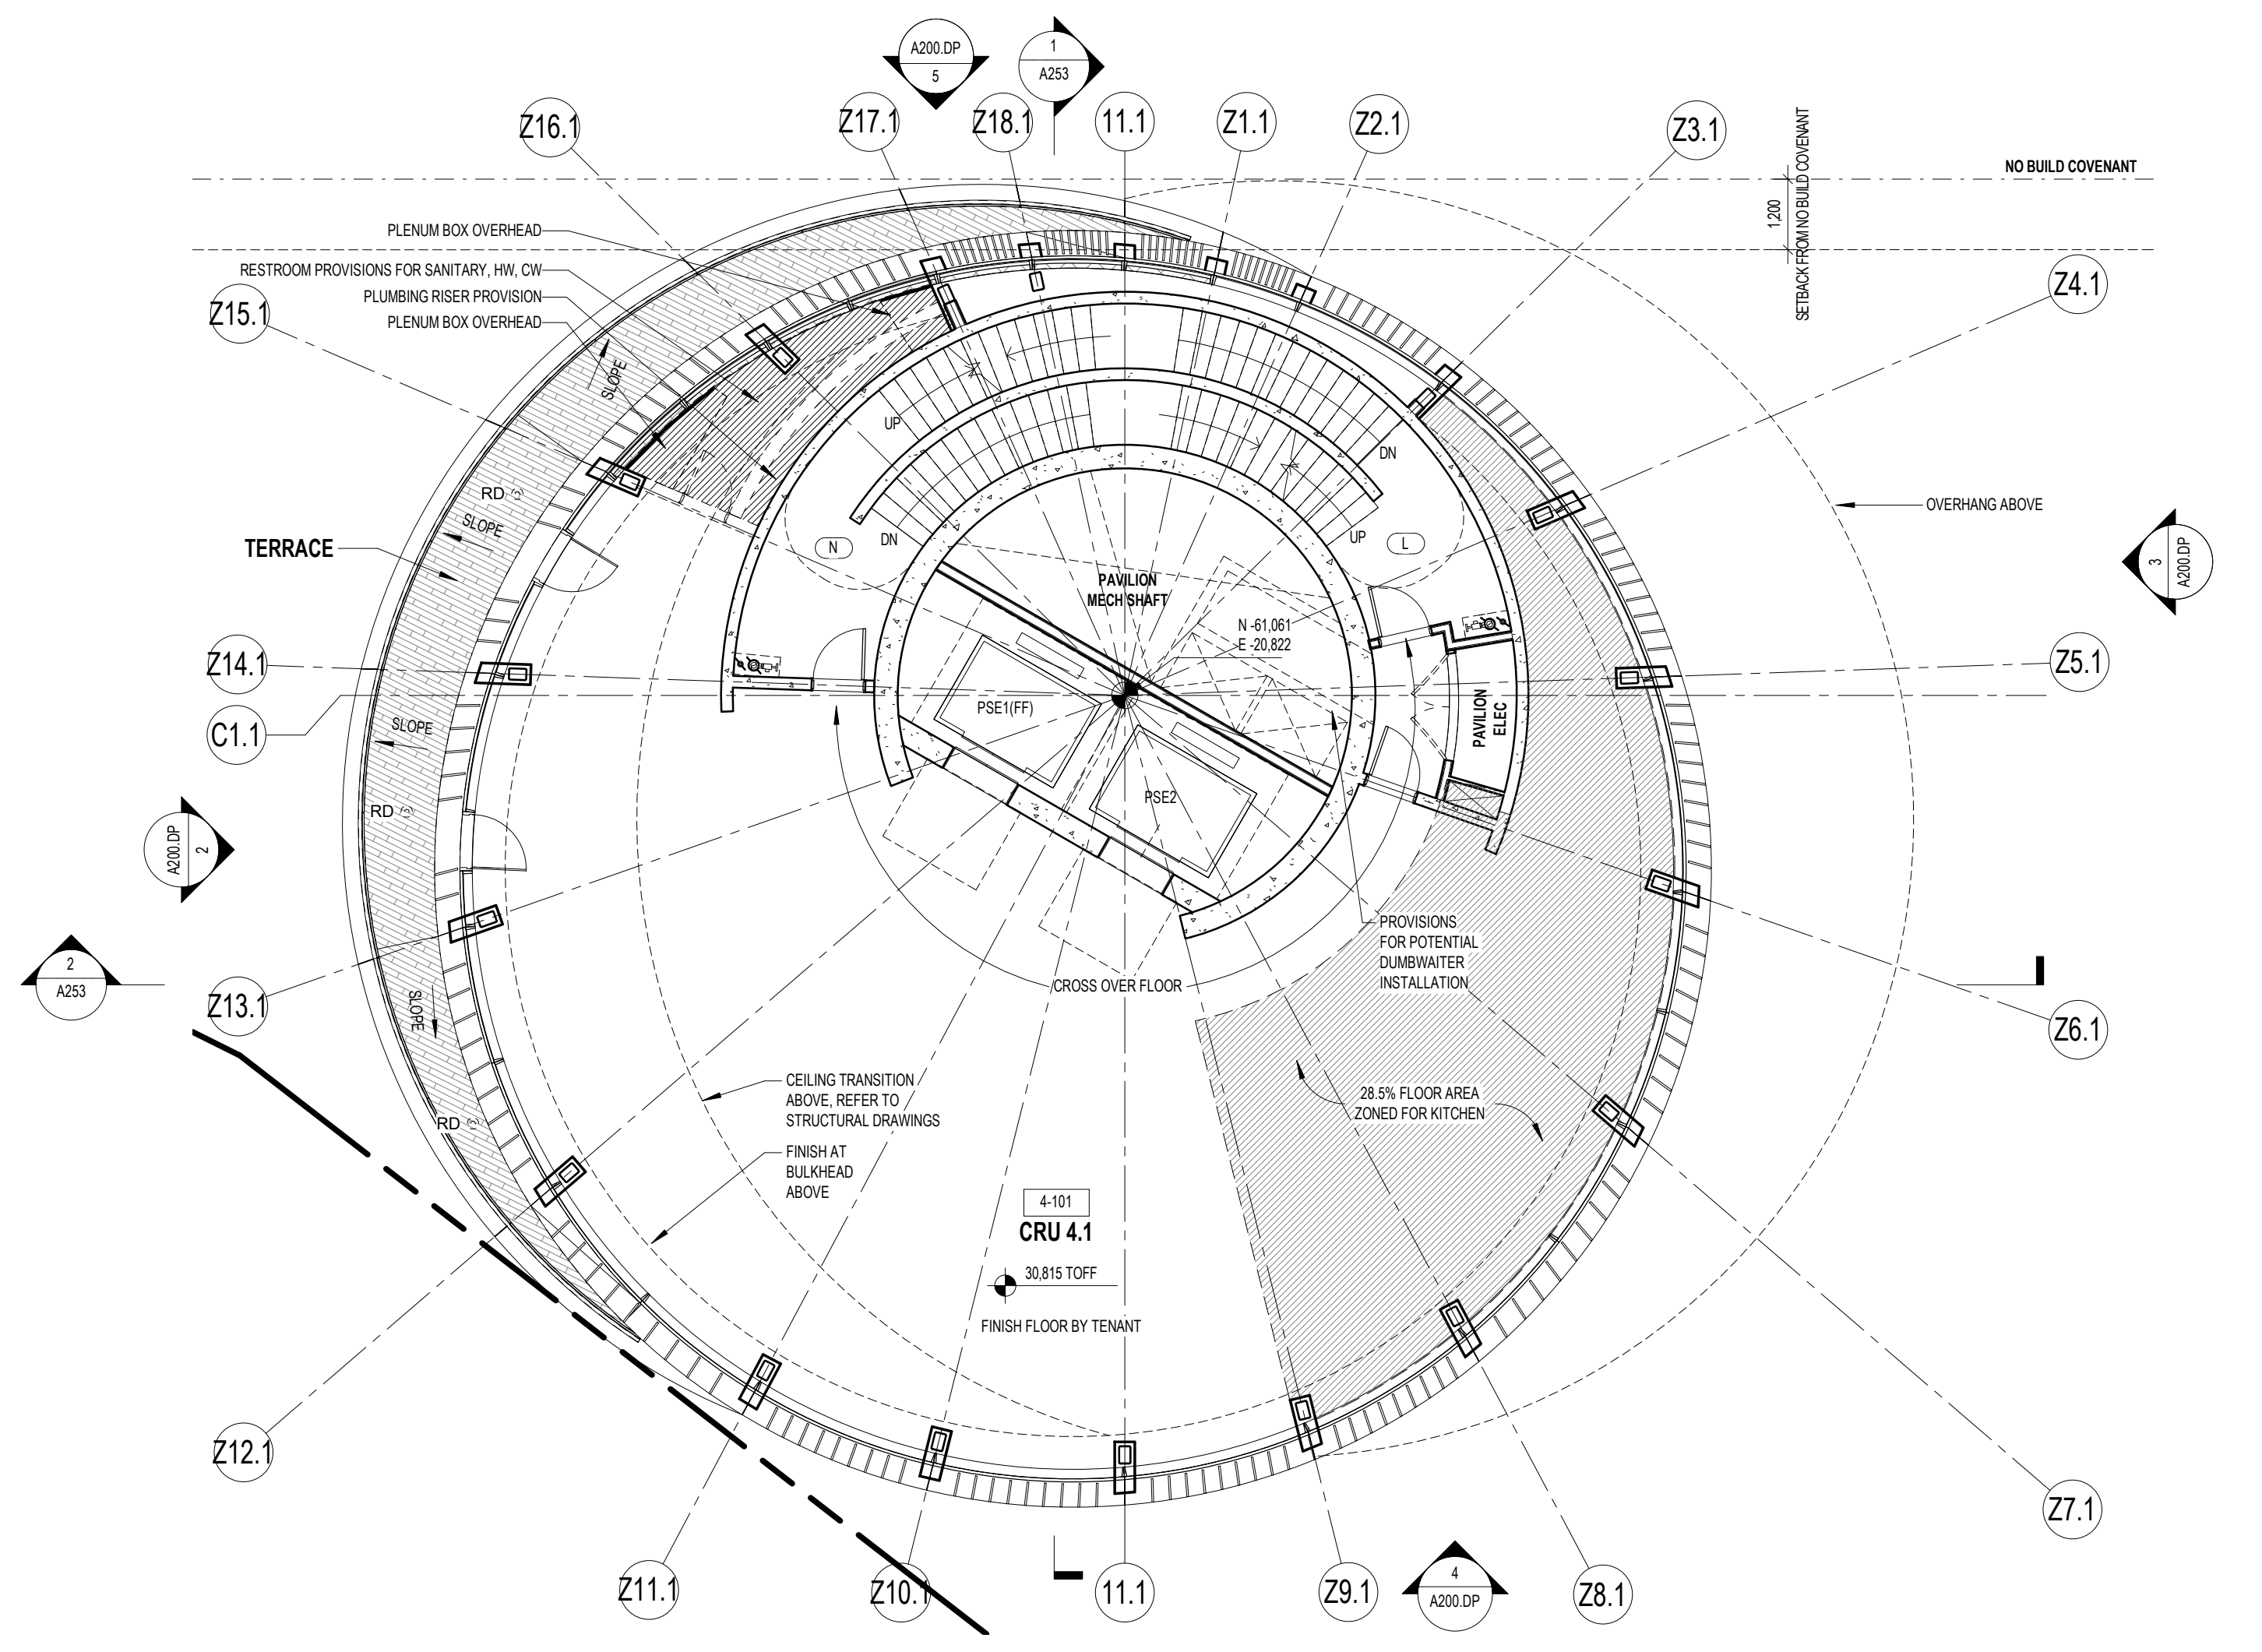 A200.DP
5
1
A253
Z16.1
Z17.1
Z18.1
11.1
Z1.1
Z2.1
Z3.1
NO BUILD COVENANT
SETBACK FROM NO BUILD COVENANT
1,200
PLENUM BOX OVERHEAD
RESTROOM PROVISIONS FOR SANITARY, HW, CW
PLUMBING RISER PROVISION
PLENUM BOX OVERHEAD
Z15.1
Z4.1
SLOPE
UP
DN
RD
SLOPE
OVERHANG ABOVE
TERRACE
N
DN
UP
L
3
A200.DP
PAVILION
MECH SHAFT
N -61,061
E -20,822
Z14.1
Z5.1
PSE1(FF)
PAVILION
ELEC
C1.1
SLOPE
PSE2
RD
A200.DP
2
PROVISIONS
FOR POTENTIAL
DUMBWAITER
INSTALLATION
2
A253
CROSS OVER FLOOR
Z13.1
SLOPE
Z6.1
CEILING TRANSITION
ABOVE, REFER TO
STRUCTURAL DRAWINGS
28.5% FLOOR AREA
ZONED FOR KITCHEN
RD
FINISH AT
BULKHEAD
ABOVE
4-101
CRU 4.1
30,815 TOFF
FINISH FLOOR BY TENANT
Z12.1
Z7.1
Z11.1
Z10.1
11.1
Z9.1
4
A200.DP
Z8.1